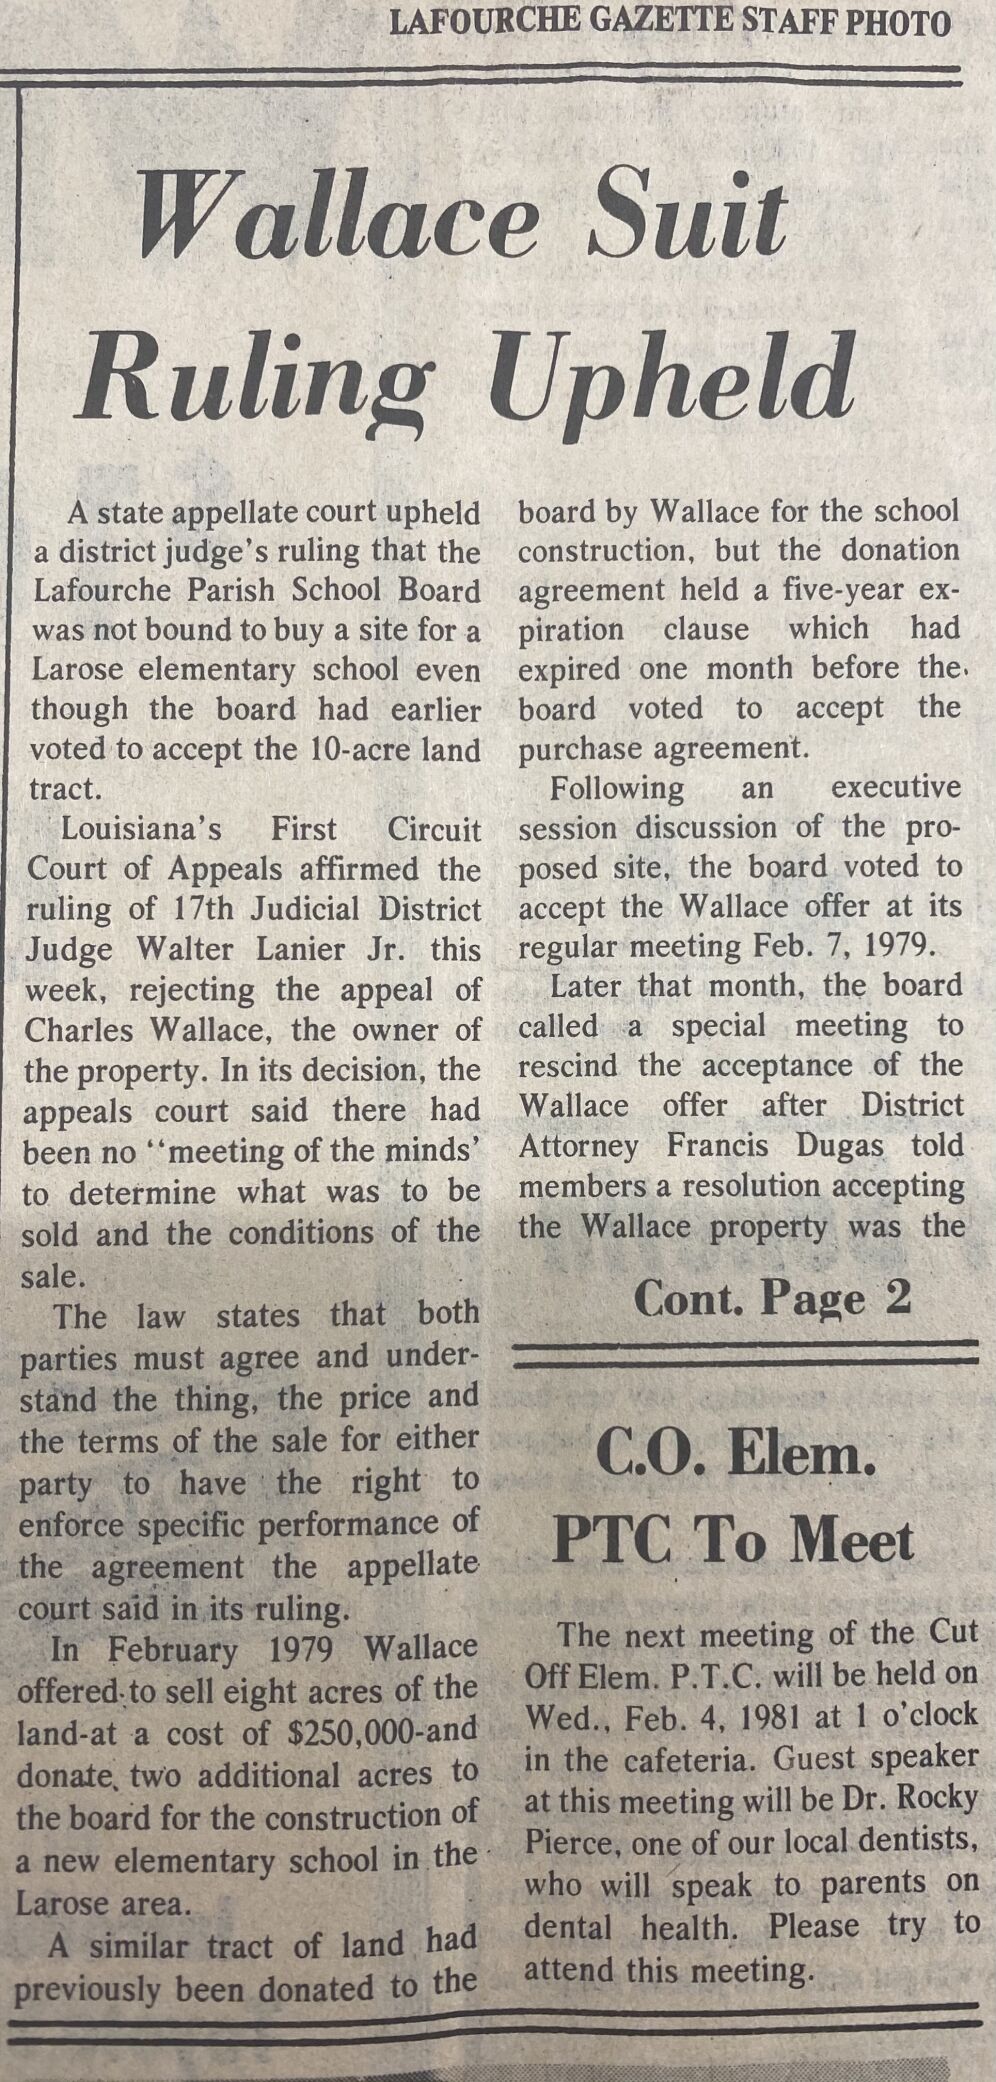 LAFOURCHE GAZETTE STAFF PHOTO
Wallace Suit
Ruling Upheld
A state appellate court upheld
a district judge's ruling that the
Lafourche Parish School Board
was not bound to buy a site for a
Larose elementary school even
though the board had earlier
voted to accept the 10-acre land
tract.
Louisiana's First Circuit
Court of Appeals affirmed the
ruling of 17th Judicial District
Judge Walter Lanier Jr. this
week, rejecting the appeal of
Charles Wallace, the owner of
the property. In its decision, the
appeals court said there had
been no ‘‘meeting of the minds’
to determine what was to be
sold and the conditions of the
sale.
The law states that both
parties must agree and under-
stand the thing, the price and
the terms of the sale for either
party to have the right to
enforce specific performance of
the agreement the appellate
court said in its ruling.
In February 1979 Wallace
offered to sell eight acres of the
land-at a cost of $250,000-and
donate two additional acres to
the board for the construction of
a new elementary school in the
Larose area.
A similar tract of land had
previously been donated to the
board by Wallace for the school
construction, but the donation
agreement held a five-year ex-
piration clause which had
expired one month before the
board voted to accept the
purchase agreement.
Following an executive
session discussion of the pro-
posed site, the board voted to
accept the Wallace offer at its
regular meeting Feb. 7, 1979.
Later that month, the board
called a special meeting to
rescind the acceptance of the
Wallace offer after District
Attorney Francis Dugas told
members a resolution accepting
the Wallace property was the
Cont. Page 2
C.O. Elem.
PTC To Meet
The next meeting of the Cut
Off Elem. P.T.C. will be held on
Wed., Feb. 4, 1981 at 1 o'clock
in the cafeteria. Guest speaker
at this meeting will be Dr. Rocky
Pierce, one of our local dentists,
who will speak to parents on
dental health. Please try to
attend this meeting.